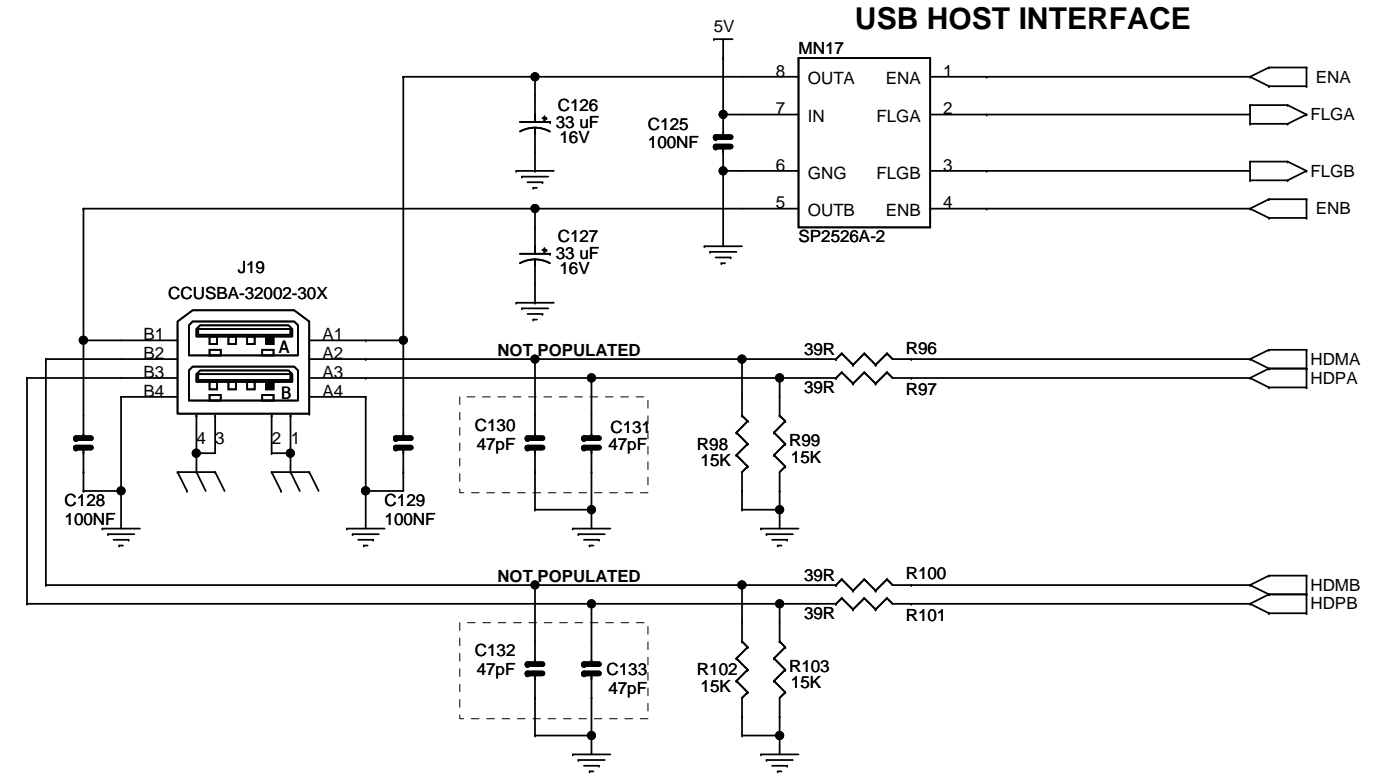 USB HOST INTERFACE
5V
MN17
8 OUTA ENA 1 ENA
7 IN FLGA 2 FLGA
6 GNG FLGB 3 FLGB
5 OUTB ENB 4 ENB
SP2526A-2
C125
100NF
C126
33 uF
16V
C127
33 uF
16V
J19
CCUSBA-32002-30X
B1 A A1
B2 A2
B3 A3
B4 B A4
4 3 2 1
C128
100NF
C129
100NF
NOT POPULATED
C130
47pF
C131
47pF
R98
15K
R99
15K
39R R96 HDMA
39R R97 HDPA
NOT POPULATED
C132
47pF
C133
47pF
R102
15K
R103
15K
39R R100 HDMB
39R R101 HDPB